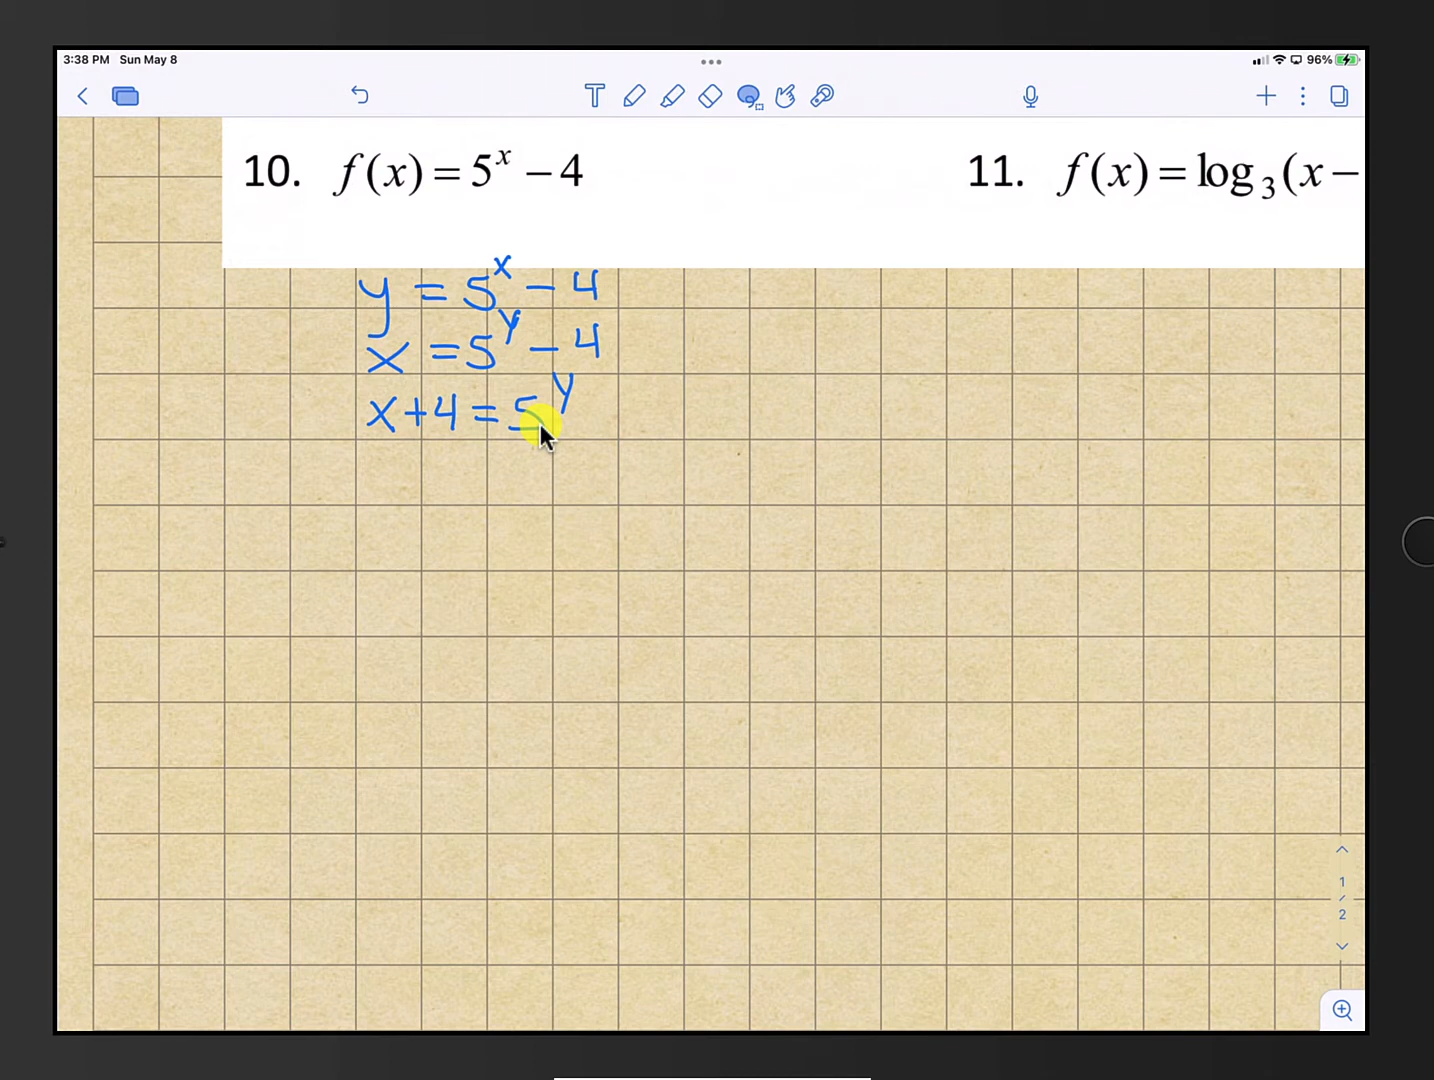 3:38 PM Sun May 8
96%
10. f(x) = 5^x − 4
11. f(x) = log_3(x −
y = 5^x − 4
x = 5^y − 4
x + 4 = 5^y
1
/
2